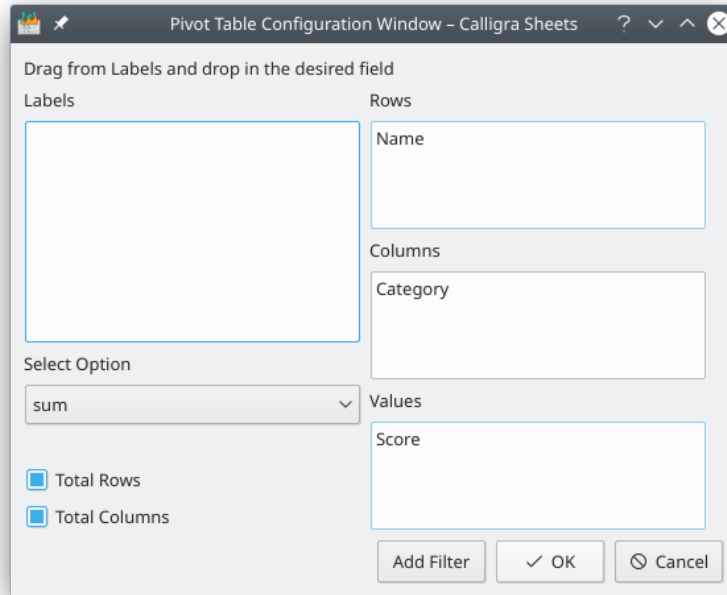 Pivot Table Configuration Window – Calligra Sheets
Drag from Labels and drop in the desired field
Labels
Rows
Name
Columns
Category
Select Option
sum
Values
Score
Total Rows
Total Columns
Add Filter
OK
Cancel